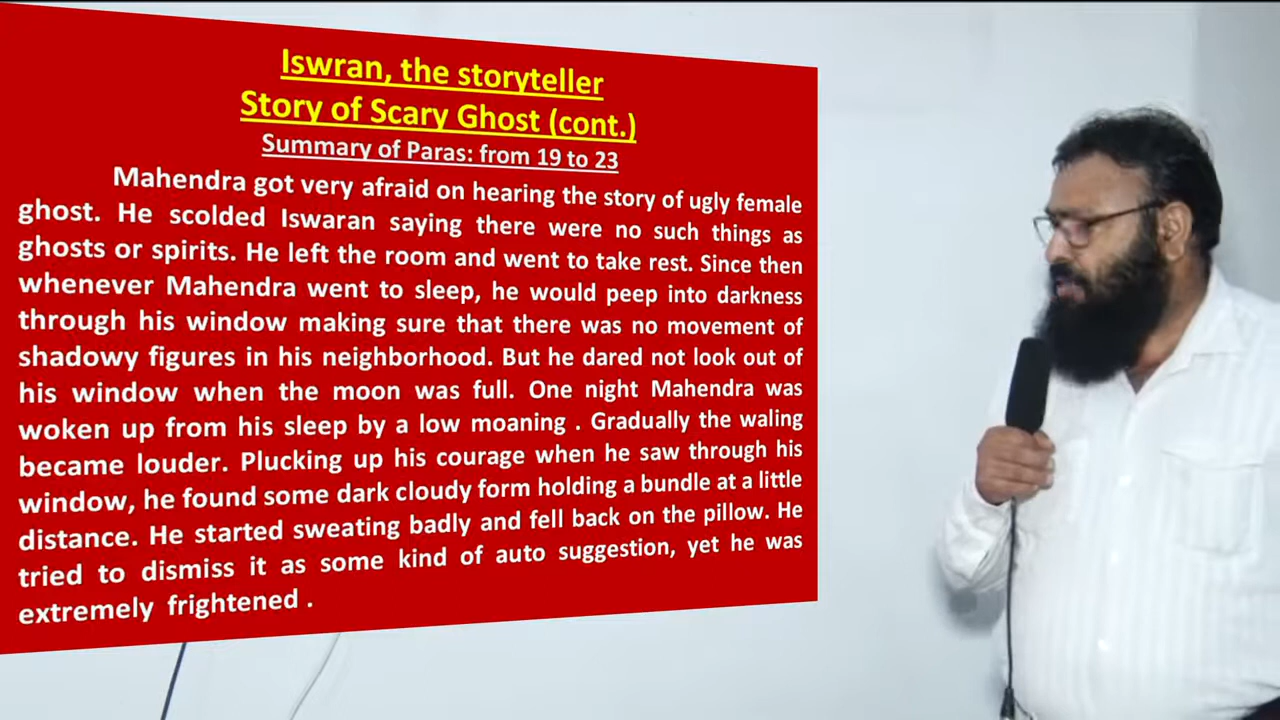 Iswran, the storyteller
Story of Scary Ghost (cont.)
Summary of Paras: from 19 to 23
Mahendra got very afraid on hearing the story of ugly female
ghost. He scolded Iswaran saying there were no such things as
ghosts or spirits. He left the room and went to take rest. Since then
whenever Mahendra went to sleep, he would peep into darkness
through his window making sure that there was no movement of
shadowy figures in his neighborhood. But he dared not look out of
his window when the moon was full. One night Mahendra was
woken up from his sleep by a low moaning . Gradually the waling
became louder. Plucking up his courage when he saw through his
window, he found some dark cloudy form holding a bundle at a little
distance. He started sweating badly and fell back on the pillow. He
tried to dismiss it as some kind of auto suggestion, yet he was
extremely frightened .